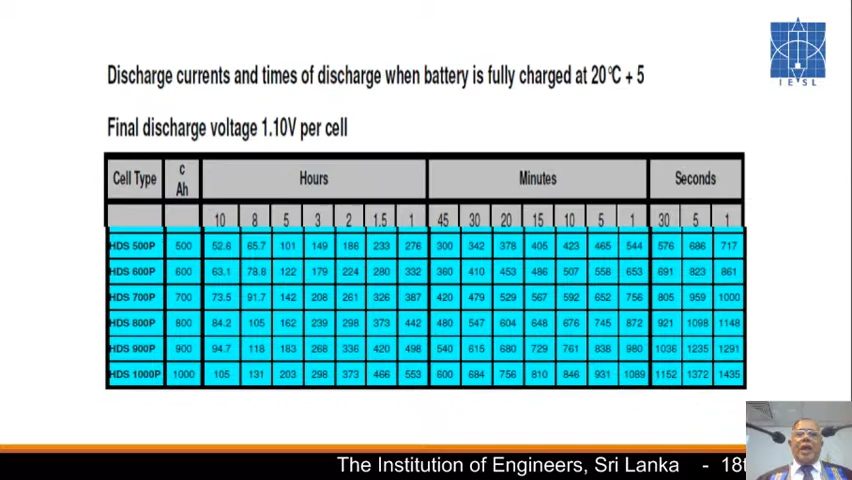 IESL
Discharge currents and times of discharge when battery is fully charged at 20°C + 5
Final discharge voltage 1.10V per cell
Cell Type c Ah Hours Minutes Seconds
10 8 5 3 2 1.5 1 45 30 20 15 10 5 1 30 5 1
HDS 500P 500 52.6 65.7 101 149 186 233 276 300 342 378 405 423 465 544 576 686 717
HDS 600P 600 63.1 78.8 122 179 224 280 332 360 410 453 486 507 558 653 691 823 861
HDS 700P 700 73.5 91.7 142 208 261 326 387 420 479 529 567 592 652 756 805 959 1000
HDS 800P 800 84.2 105 162 239 298 373 442 480 547 604 648 676 745 872 921 1098 1148
HDS 900P 900 94.7 118 183 268 336 420 498 540 615 680 729 761 838 980 1036 1235 1291
HDS 1000P 1000 105 131 203 298 373 466 553 600 684 756 810 846 931 1089 1152 1372 1435
The Institution of Engineers, Sri Lanka - 18t